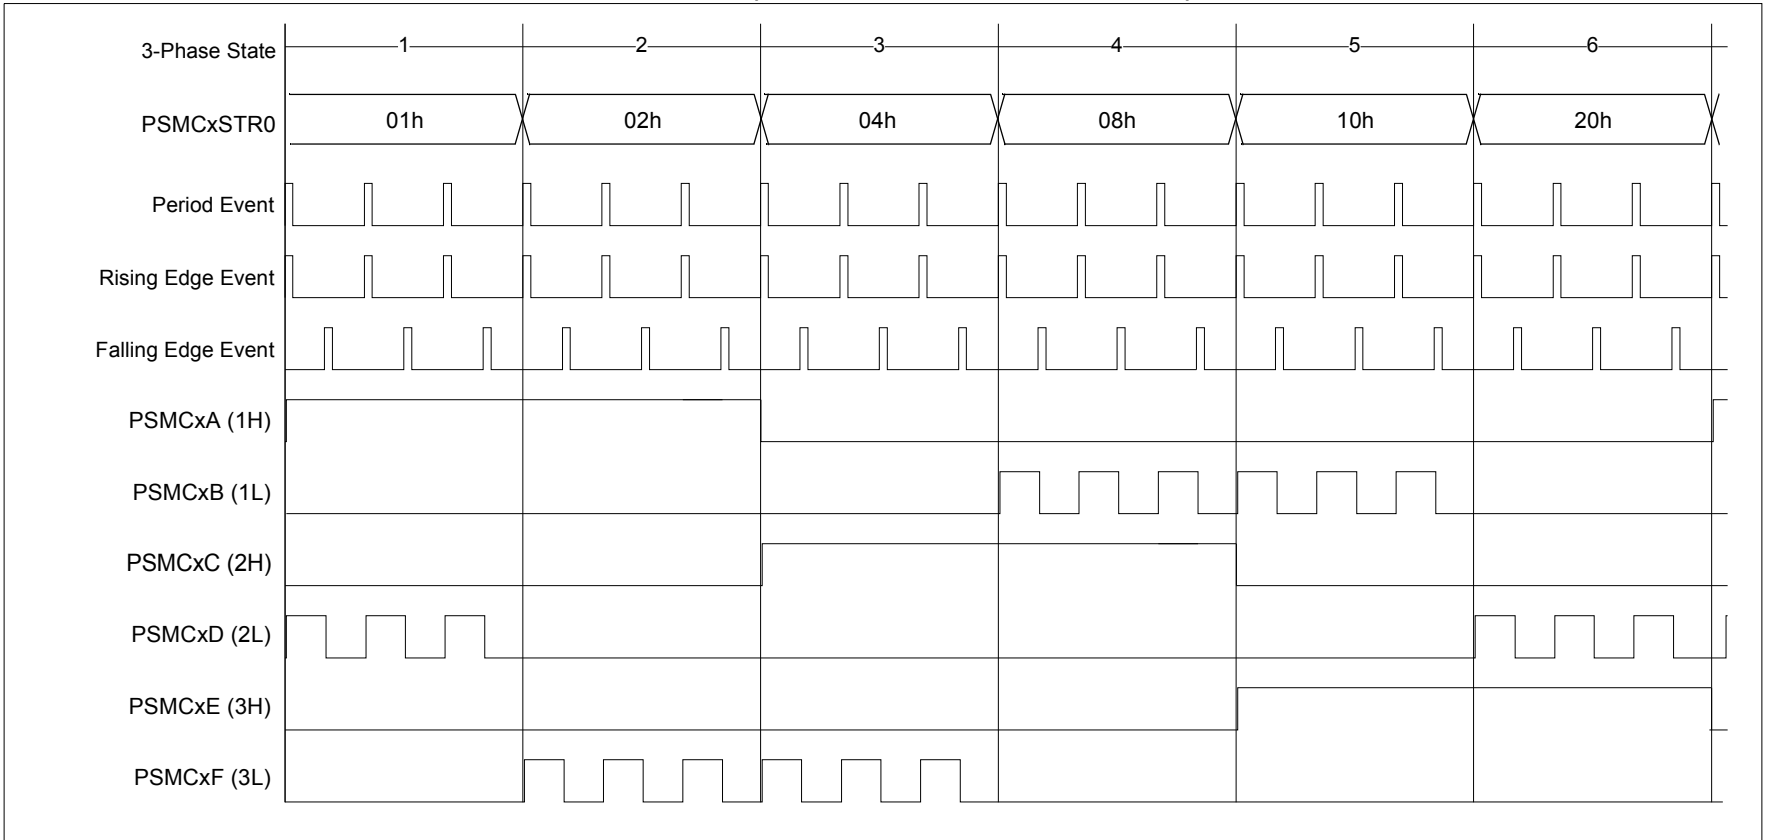 3-Phase State 1 2 3 4 5 6
PSMCxSTR0 01h 02h 04h 08h 10h 20h
Period Event
Rising Edge Event
Falling Edge Event
PSMCxA (1H)
PSMCxB (1L)
PSMCxC (2H)
PSMCxD (2L)
PSMCxE (3H)
PSMCxF (3L)